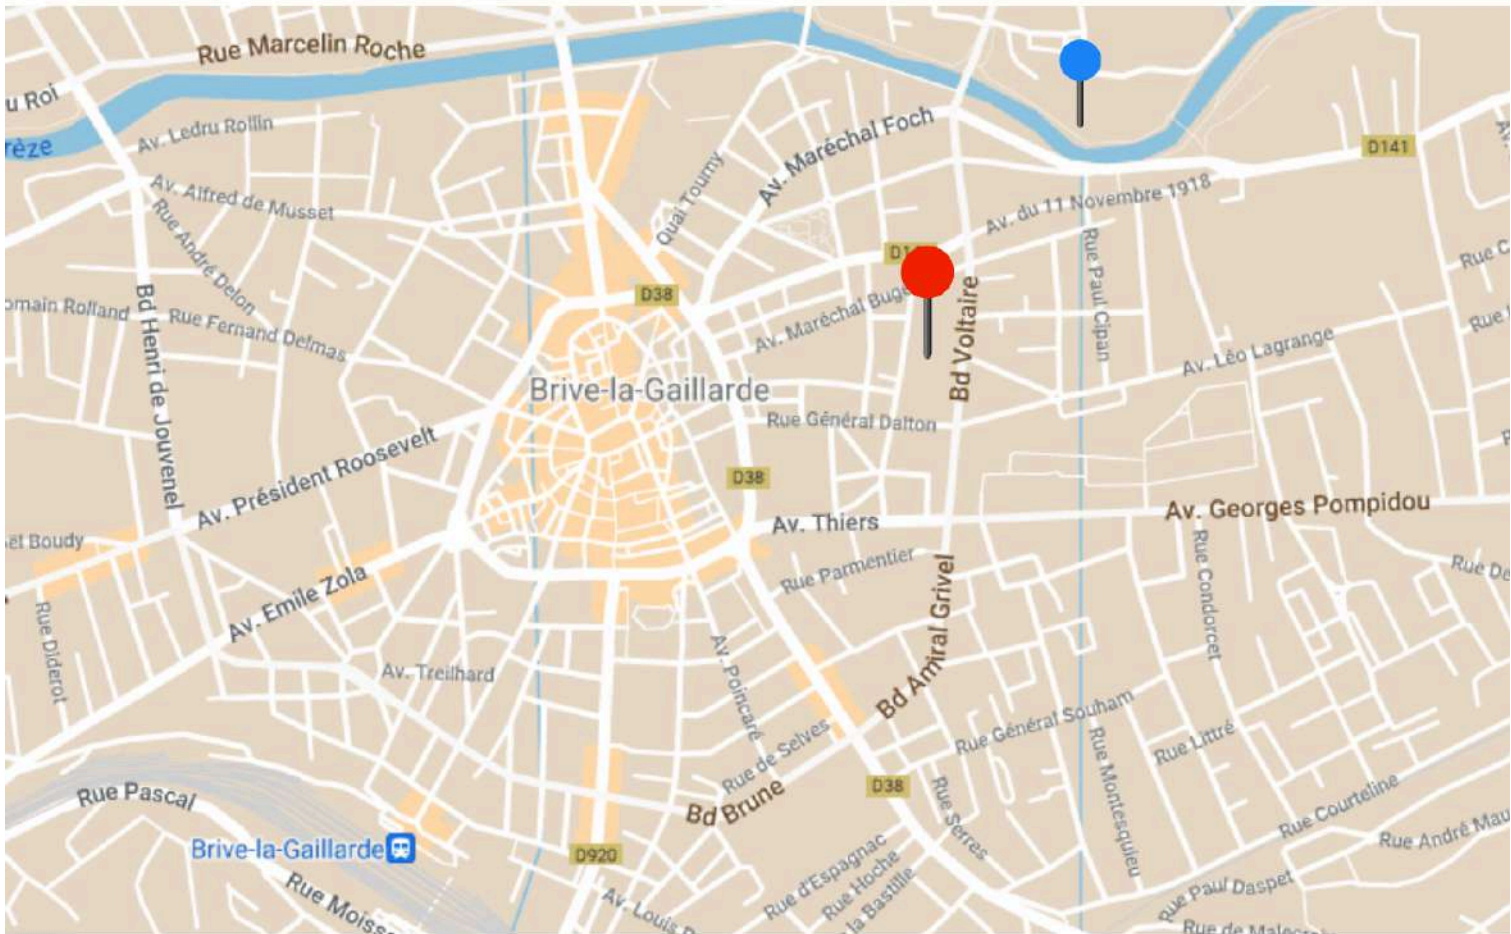 Rue Marcelin Roche
u Roi
rèze
Av. Ledru Rollin
Av. Maréchal Foch
D141
Quai Tourny
Av. Alfred de Musset
Rue André Delon
Av. du 11 Novembre 1918
Rue Paul Cipan
Rue C
D1
D38
Bd Henri de Jouvenel
omain Rolland
Rue Fernand Delmas
Av. Maréchal Buge
Bd Voltaire
Av. Léo Lagrange
Rue
Brive-la-Gaillarde
Rue Général Dalton
Av. Président Roosevelt
D38
Av. Thiers
Av. Georges Pompidou
et Boudy
Rue Parmentier
Bd Amiral Grivel
Rue Condorcet
Rue De
Av. Emile Zola
Rue Diderot
Av. Treilhard
Av. Poincaré
Rue de Selves
Rue Général Souham
Rue Littré
Rue Montesquieu
Rue Pascal
Bd Brune
D38
Rue Serres
Rue Courteline
Rue André Mau
Brive-la-Gaillarde
D920
Rue d'Espagnac
Rue Hoche
la Bastille
Rue Paul Daspet
Rue Moiss
Av. Louis
Rue de Malec